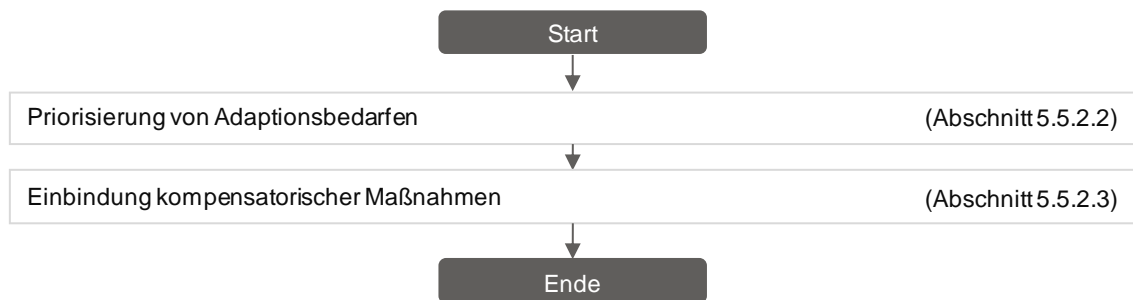 Start
Priorisierung von Adaptionsbedarfen (Abschnitt 5.5.2.2)
Einbindung kompensatorischer Maßnahmen (Abschnitt 5.5.2.3)
Ende